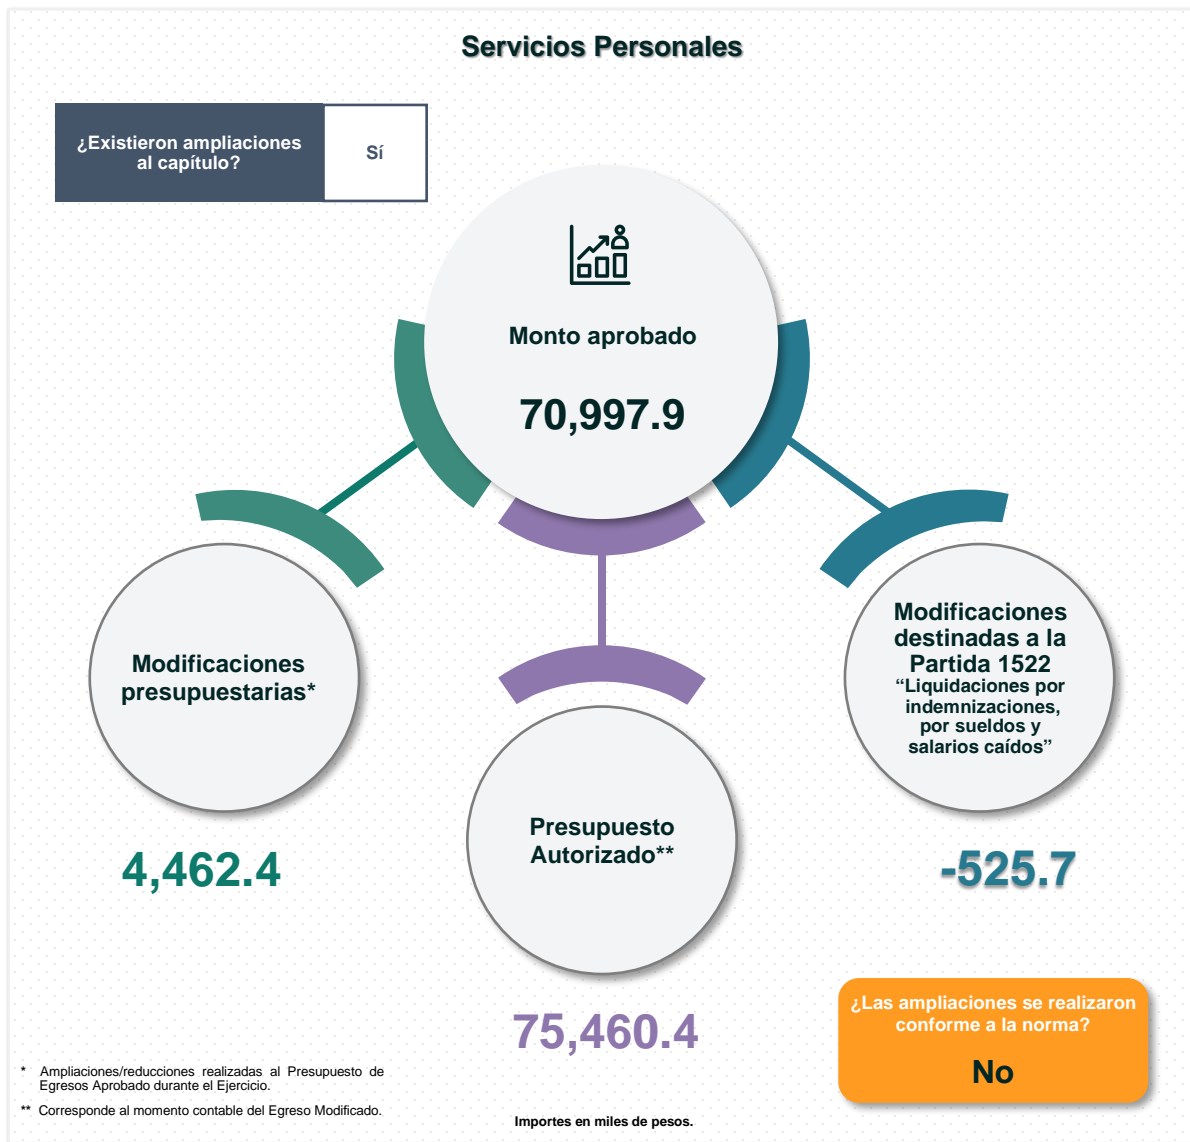 Servicios Personales
¿Existieron ampliaciones
al capítulo?
Sí
Monto aprobado
70,997.9
Modificaciones
presupuestarias*
4,462.4
Presupuesto
Autorizado**
75,460.4
Modificaciones
destinadas a la
Partida 1522
“Liquidaciones por
indemnizaciones,
por sueldos y
salarios caídos”
-525.7
¿Las ampliaciones se realizaron
conforme a la norma?
No
* Ampliaciones/reducciones realizadas al Presupuesto de
Egresos Aprobado durante el Ejercicio.
** Corresponde al momento contable del Egreso Modificado.
Importes en miles de pesos.